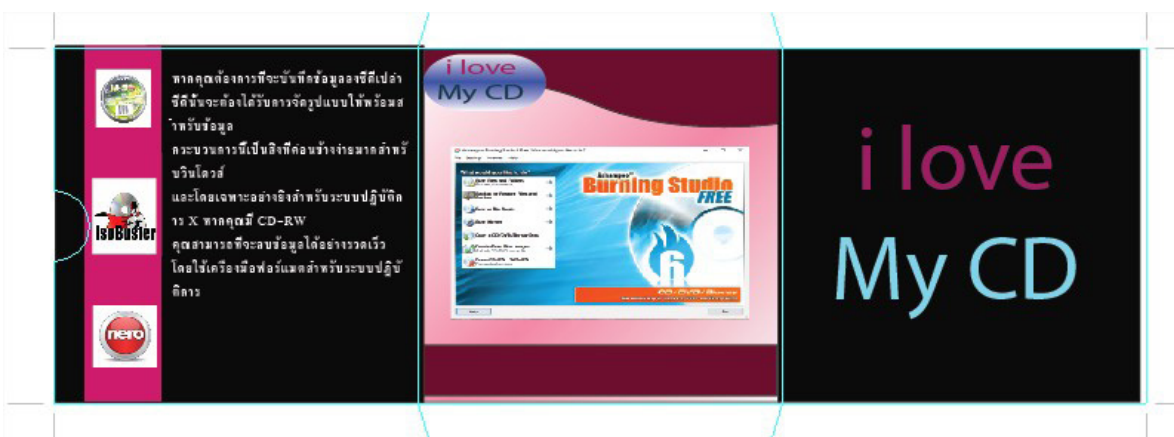 หากคุณต้องการที่จะบันทึกข้อมูลลงซีดีเปล่า
ซีดีนั้นจะต้องได้รับการจัดรูปแบบให้พร้อมส
ำหรับข้อมูล
กระบวนการนี้เป็นสิ่งที่ค่อนข้างง่ายมากสำหรั
บวินโดวส์
และโดยเฉพาะอย่างยิ่งสำหรับระบบปฏิบัติก
าร X หากคุณมี CD-RW
คุณสามารถที่จะลบข้อมูลได้อย่างรวดเร็ว
โดยใช้เครื่องมือฟอร์แมตสำหรับระบบปฏิบั
ติการ
IsoBuster
nero
i love
My CD
Ashampoo
Burning Studio
FREE
6
i love
My CD